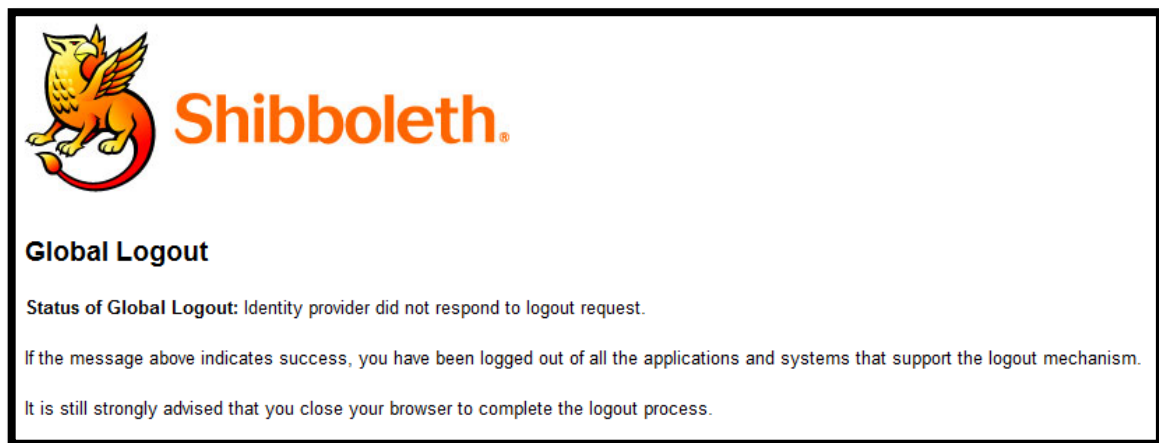 Shibboleth®
Global Logout
Status of Global Logout: Identity provider did not respond to logout request.
If the message above indicates success, you have been logged out of all the applications and systems that support the logout mechanism.
It is still strongly advised that you close your browser to complete the logout process.